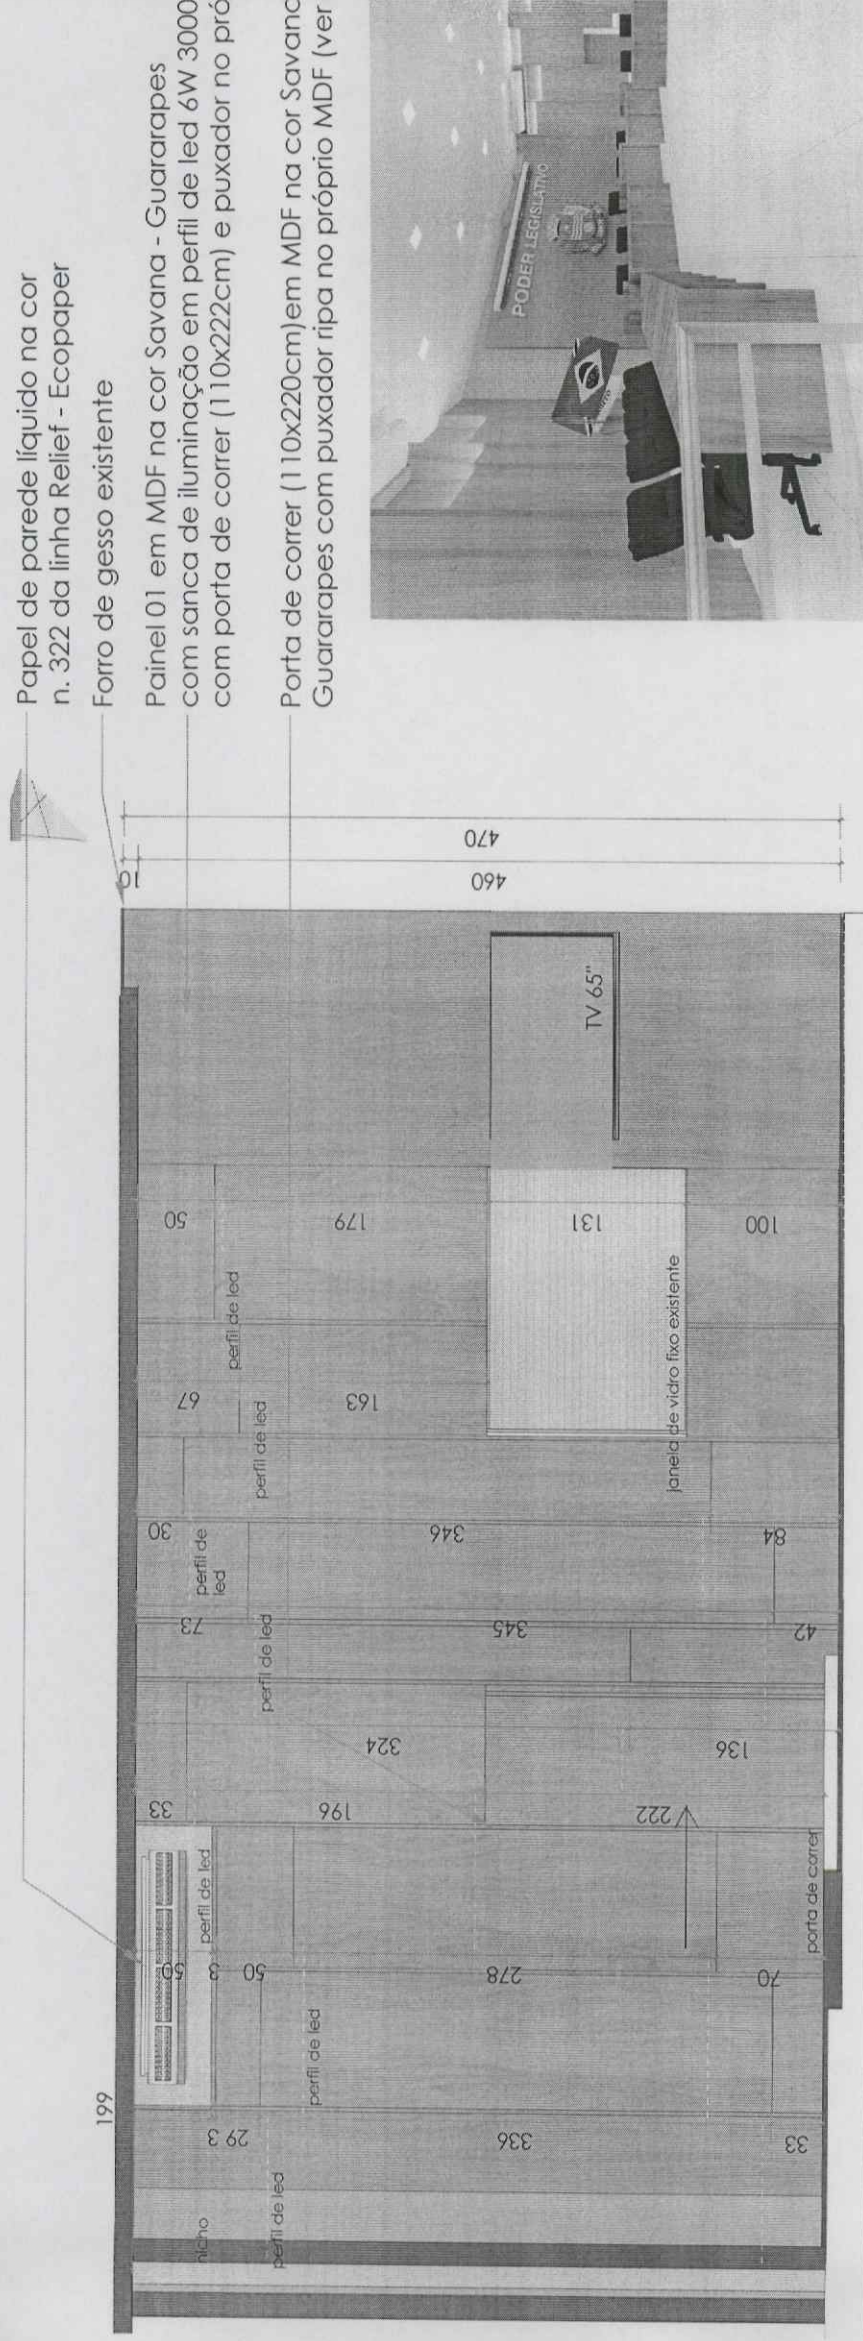 Papel de parede líquido na cor
n. 322 da linha Relief - Ecopaper
Forro de gesso existente
Painel 01 em MDF na cor Savana - Guararapes
com sanca de iluminação em perfil de led 6W 3000
com porta de correr (110x222cm) e puxador no pró
Porta de correr (110x220cm)em MDF na cor Savano
Guararapes com puxador ripa no próprio MDF (ver
PODER LEGISLATIVO
10
470
460
TV 65"
50
179
131
100
perfil de led
67
163
janela de vidro fixo existente
perfil de led
30
346
84
perfil de
led
73
345
42
perfil de led
324
136
33
196
222
perfil de led
porta de correr
50
3
50
278
70
perfil de led
199
29 3
336
33
nicho
perfil de led